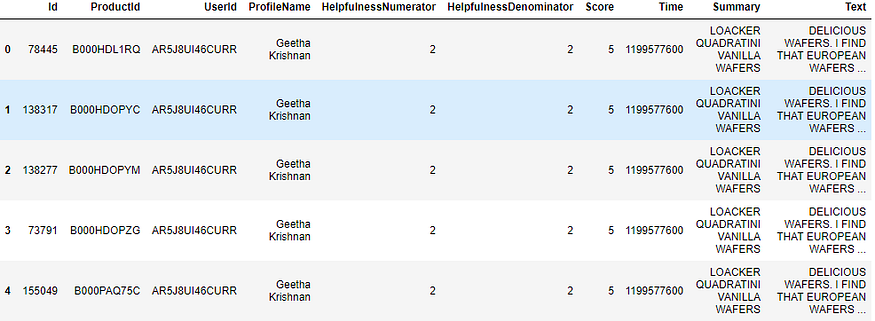 Id ProductId UserId ProfileName HelpfulnessNumerator HelpfulnessDenominator Score Time Summary Text
0 78445 B000HDL1RQ AR5J8UI46CURR Geetha Krishnan 2 2 5 1199577600 LOACKER QUADRATINI VANILLA WAFERS DELICIOUS WAFERS. I FIND THAT EUROPEAN WAFERS ...
1 138317 B000HDOPYC AR5J8UI46CURR Geetha Krishnan 2 2 5 1199577600 LOACKER QUADRATINI VANILLA WAFERS DELICIOUS WAFERS. I FIND THAT EUROPEAN WAFERS ...
2 138277 B000HDOPYM AR5J8UI46CURR Geetha Krishnan 2 2 5 1199577600 LOACKER QUADRATINI VANILLA WAFERS DELICIOUS WAFERS. I FIND THAT EUROPEAN WAFERS ...
3 73791 B000HDOPZG AR5J8UI46CURR Geetha Krishnan 2 2 5 1199577600 LOACKER QUADRATINI VANILLA WAFERS DELICIOUS WAFERS. I FIND THAT EUROPEAN WAFERS ...
4 155049 B000PAQ75C AR5J8UI46CURR Geetha Krishnan 2 2 5 1199577600 LOACKER QUADRATINI VANILLA WAFERS DELICIOUS WAFERS. I FIND THAT EUROPEAN WAFERS ...